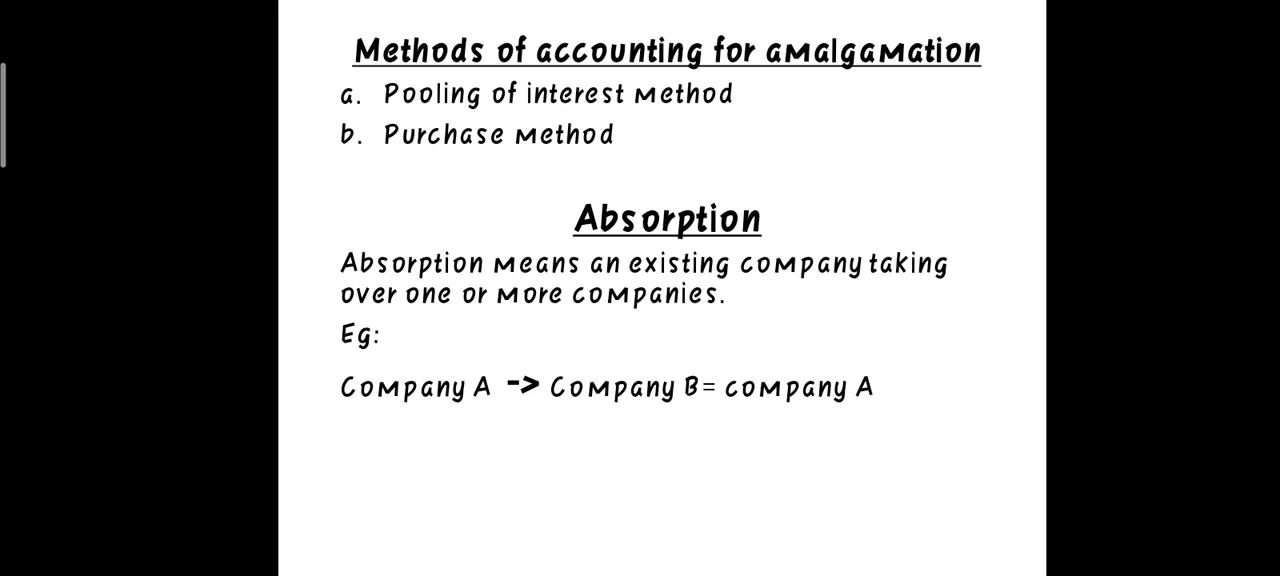 Methods of accounting for amalgamation
a. Pooling of interest method
b. Purchase method
Absorption
Absorption means an existing company taking
over one or more companies.
Eg:
Company A -> Company B= company A